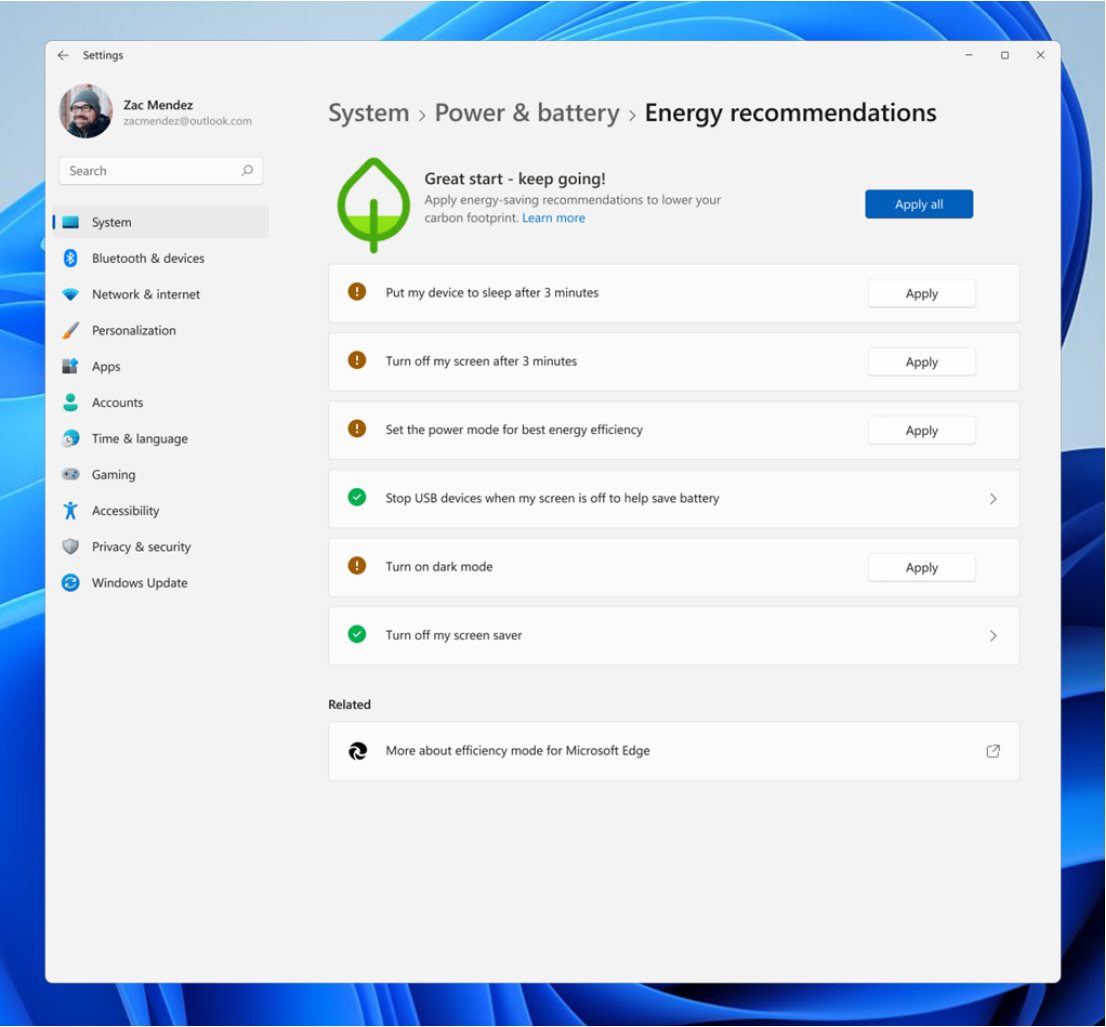 Settings
Zac Mendez
zacmendez@outlook.com
Search
System
Bluetooth & devices
Network & internet
Personalization
Apps
Accounts
Time & language
Gaming
Accessibility
Privacy & security
Windows Update
System › Power & battery › Energy recommendations
Great start - keep going!
Apply energy-saving recommendations to lower your
carbon footprint. Learn more
Apply all
Put my device to sleep after 3 minutes
Apply
Turn off my screen after 3 minutes
Apply
Set the power mode for best energy efficiency
Apply
Stop USB devices when my screen is off to help save battery
Turn on dark mode
Apply
Turn off my screen saver
Related
More about efficiency mode for Microsoft Edge